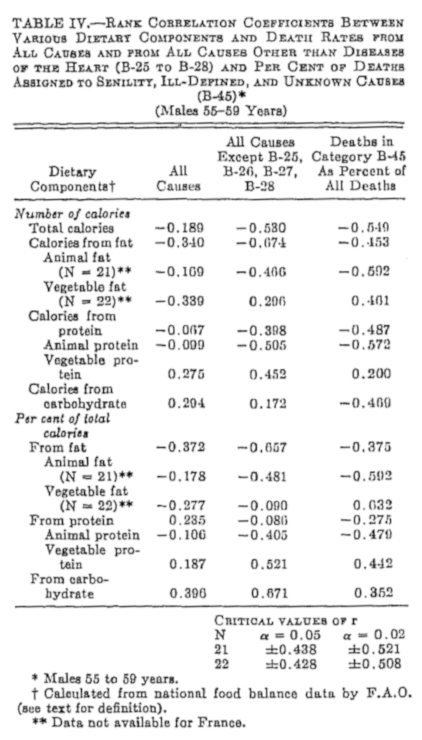 TABLE IV.—RANK CORRELATION COEFFICIENTS BETWEEN
VARIOUS DIETARY COMPONENTS AND DEATH RATES FROM
ALL CAUSES AND FROM ALL CAUSES OTHER THAN DISEASES
OF THE HEART (B-25 TO B-28) AND PER CENT OF DEATHS
ASSIGNED TO SENILITY, ILL-DEFINED, AND UNKNOWN CAUSES
(B-45)*
(Males 55–59 Years)
All Causes Deaths in
Except B-25, Category B-45
Dietary All B-26, B-27, As Percent of
Components† Causes B-28 All Deaths
Number of calories
Total calories −0.189 −0.530 −0.549
Calories from fat −0.340 −0.674 −0.453
Animal fat
(N = 21)** −0.169 −0.466 −0.592
Vegetable fat
(N = 22)** −0.339 0.296 0.461
Calories from
protein −0.067 −0.398 −0.487
Animal protein −0.099 −0.505 −0.572
Vegetable pro-
tein 0.275 0.452 0.200
Calories from
carbohydrate 0.294 0.172 −0.469
Per cent of total
calories
From fat −0.372 −0.657 −0.375
Animal fat
(N = 21)** −0.178 −0.481 −0.592
Vegetable fat
(N = 22)** −0.277 −0.090 0.632
From protein 0.235 −0.086 −0.275
Animal protein −0.106 −0.405 −0.479
Vegetable pro-
tein 0.187 0.521 0.442
From carbo-
hydrate 0.396 0.671 0.352
CRITICAL VALUES OF r
N α = 0.05 α = 0.02
21 ±0.438 ±0.521
22 ±0.428 ±0.508
* Males 55 to 59 years.
† Calculated from national food balance data by F.A.O.
(see text for definition).
** Data not available for France.